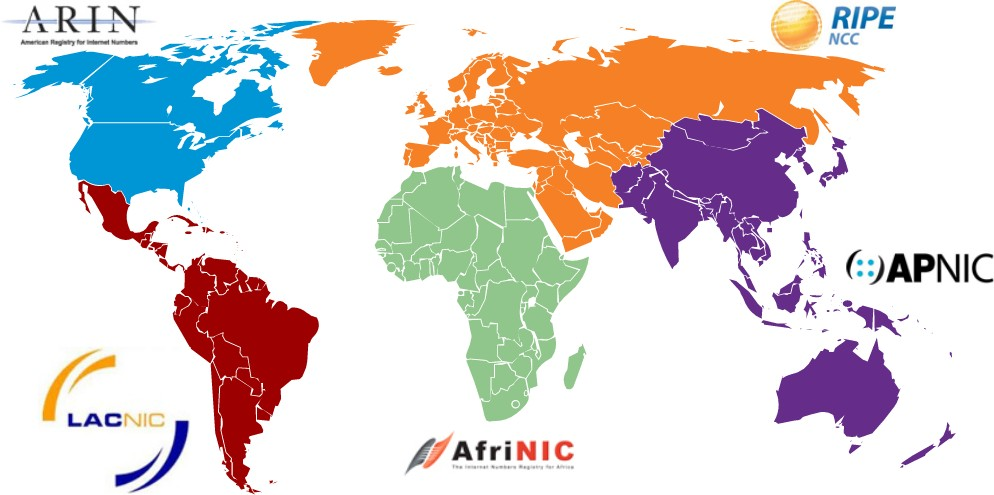 ARIN
American Registry for Internet Numbers
RIPE
NCC
APNIC
LACNIC
AfriNIC
The Internet Numbers Registry for Africa